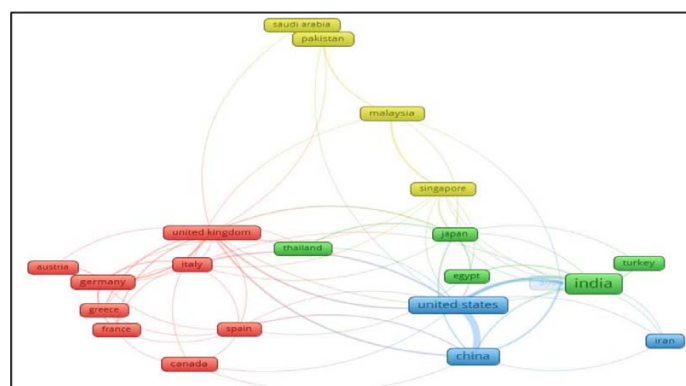 saudi arabia
pakistan
malaysia
singapore
united kingdom
japan
thailand
italy
austria
turkey
germany
egypt
india
united states
greece
france
spain
iran
china
canada